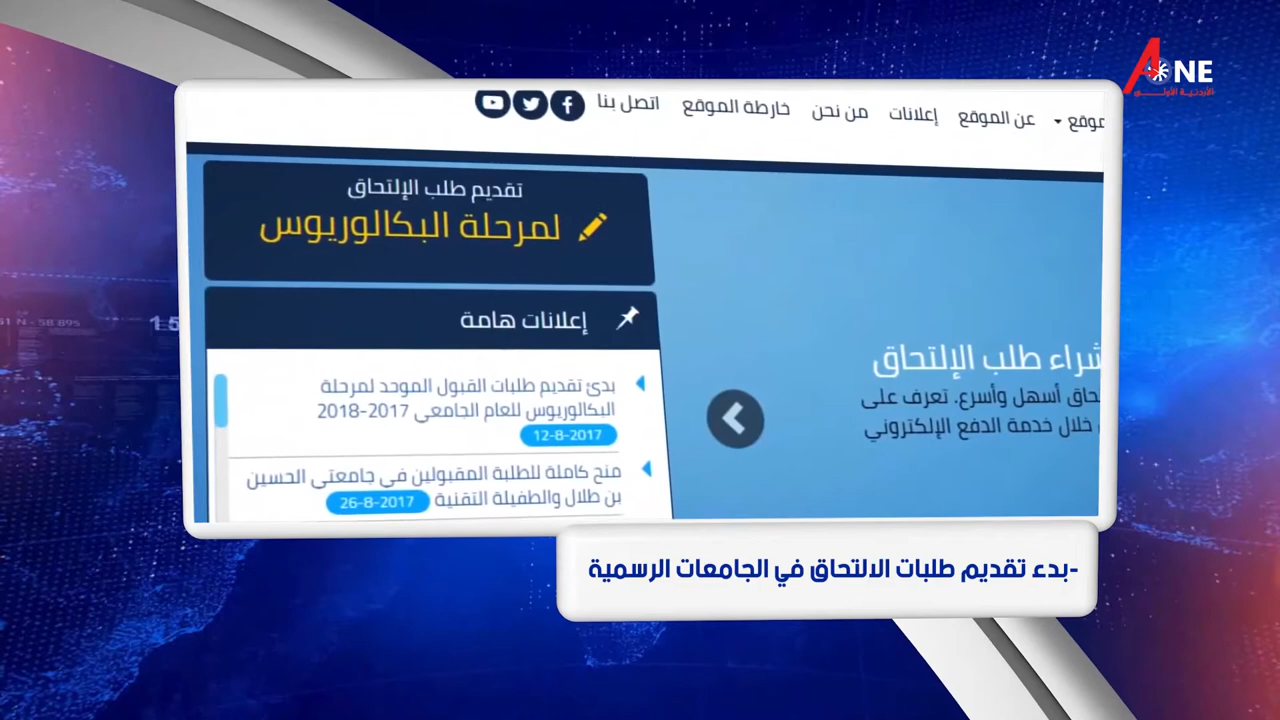 ONE
الأردنية الأولى
موقع
عن الموقع
إعلانات
من نحن
خارطة الموقع
اتصل بنا
تقديم طلب الإلتحاق
لمرحلة البكالوريوس
إعلانات هامة
بدئ تقديم طلبات القبول الموحد لمرحلة
البكالوريوس للعام الجامعي 2017-2018
12-8-2017
منح كاملة للطلبة المقبولين في جامعتي الحسين
بن طلال والطفيلة التقنية 26-8-2017
شراء طلب الإلتحاق
أسهل وأسرع. تعرف على
خلال خدمة الدفع الإلكتروني
-بدء تقديم طلبات الالتحاق في الجامعات الرسمية